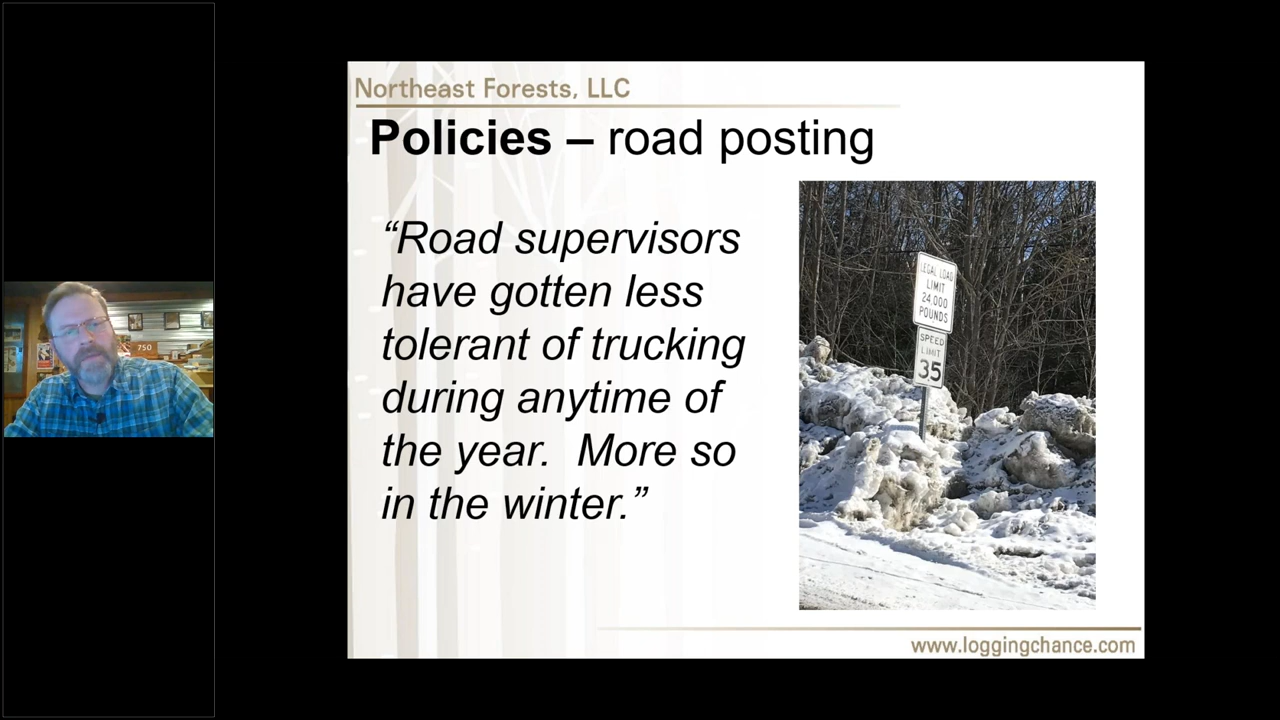 Northeast Forests, LLC
Policies – road posting
“Road supervisors
have gotten less
tolerant of trucking
during anytime of
the year. More so
in the winter.”
LEGAL LOAD
LIMIT
24,000
POUNDS
SPEED
LIMIT
35
750
www.loggingchance.com